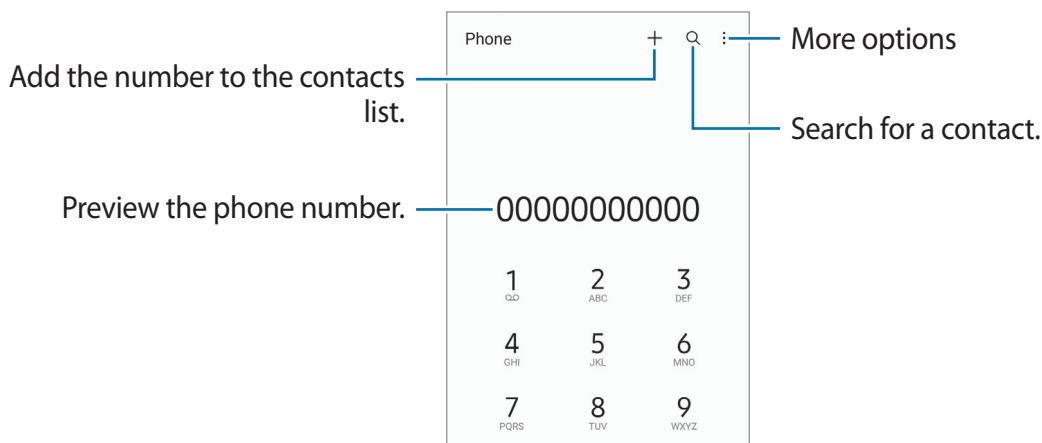 Phone
More options
Add the number to the contacts
list.
Search for a contact.
Preview the phone number.
00000000000
1 2 3
ABC DEF
4 5 6
GHI JKL MNO
7 8 9
PQRS TUV WXYZ